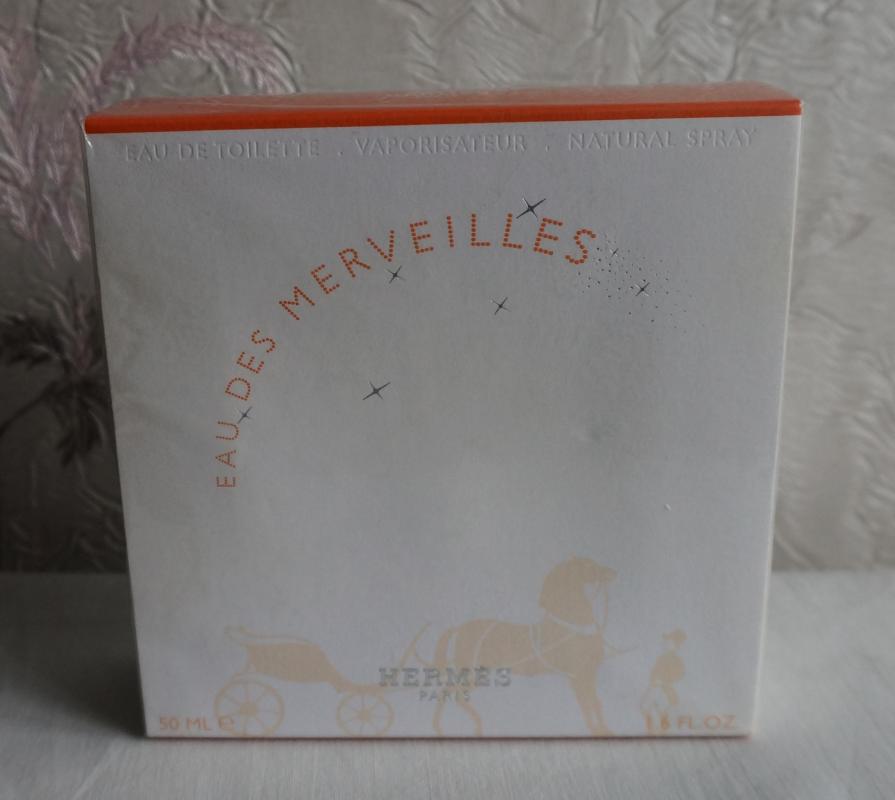 EAU DE TOILETTE . VAPORISATEUR . NATURAL SPRAY
EAU DES MERVEILLES
HERMÈS
PARIS
50 ML e
1.6 FL.OZ.